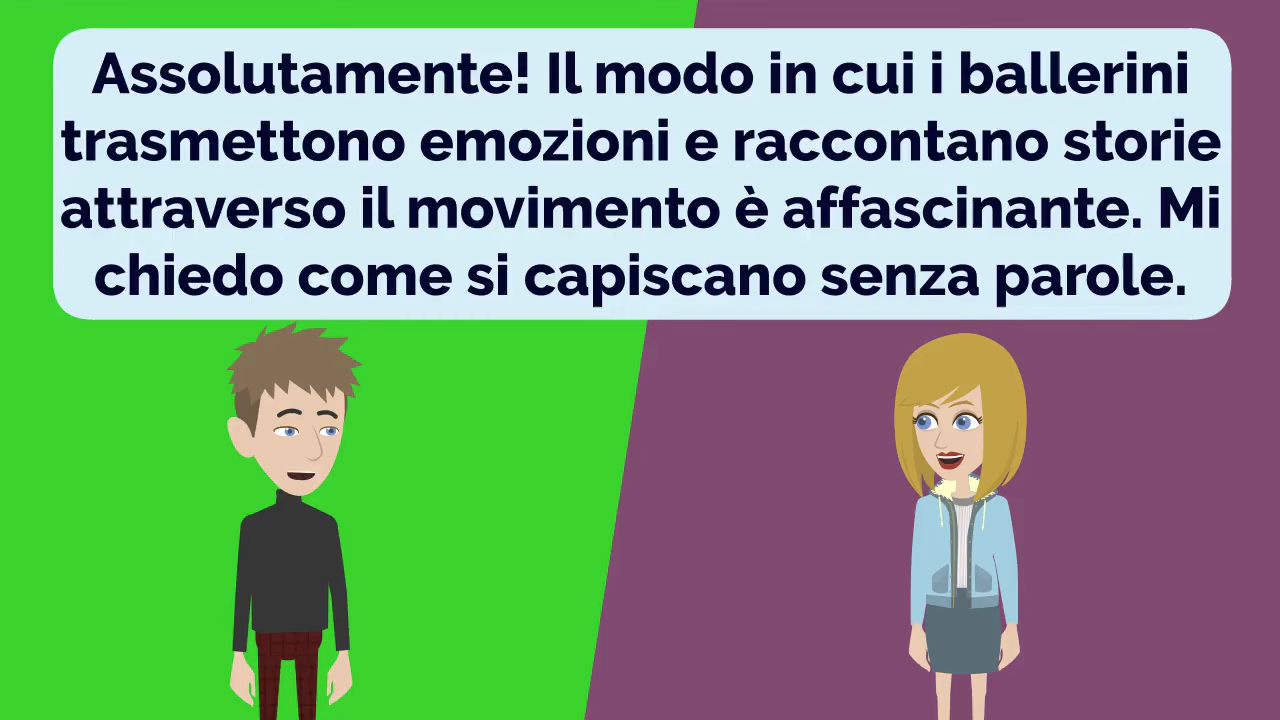 Assolutamente! Il modo in cui i ballerini
trasmettono emozioni e raccontano storie
attraverso il movimento è affascinante. Mi
chiedo come si capiscano senza parole.